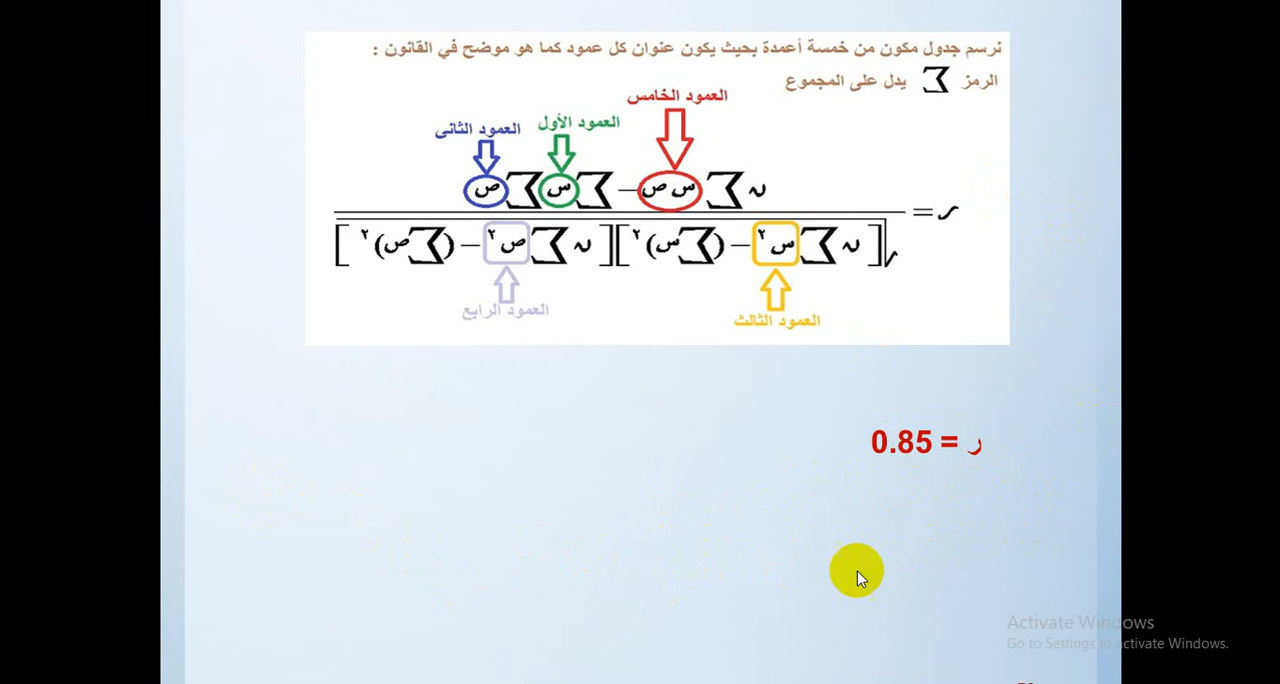 نرسم جدول مكون من خمسة أعمدة بحيث يكون عنوان كل عمود كما هو موضح في القانون :
الرمز ∑ يدل على المجموع
العمود الخامس
العمود الأول
العمود الثانى
ر = (ن ∑ س ص − ∑ س ∑ ص) / √([ن ∑ س² − (∑ س)²][ن ∑ ص² − (∑ ص)²])
العمود الرابع
العمود الثالث
ر = 0.85
Activate Windows
Go to Settings to activate Windows.